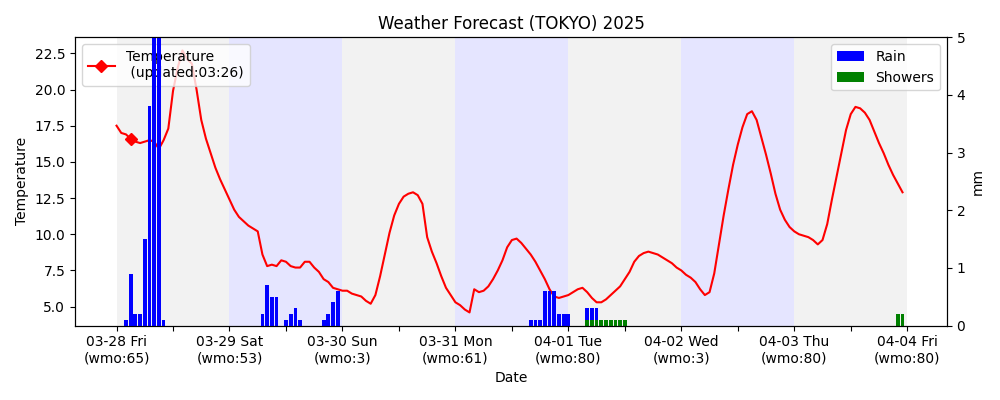 Weather Forecast (TOKYO) 2025
Temperature
(updated:03:26)
Rain
Showers
22.5
20.0
17.5
15.0
12.5
10.0
7.5
5.0
Temperature
5
4
3
2
1
0
mm
03-28 Fri
(wmo:65)
03-29 Sat
(wmo:53)
03-30 Sun
(wmo:3)
03-31 Mon
(wmo:61)
04-01 Tue
(wmo:80)
04-02 Wed
(wmo:3)
04-03 Thu
(wmo:80)
04-04 Fri
(wmo:80)
Date